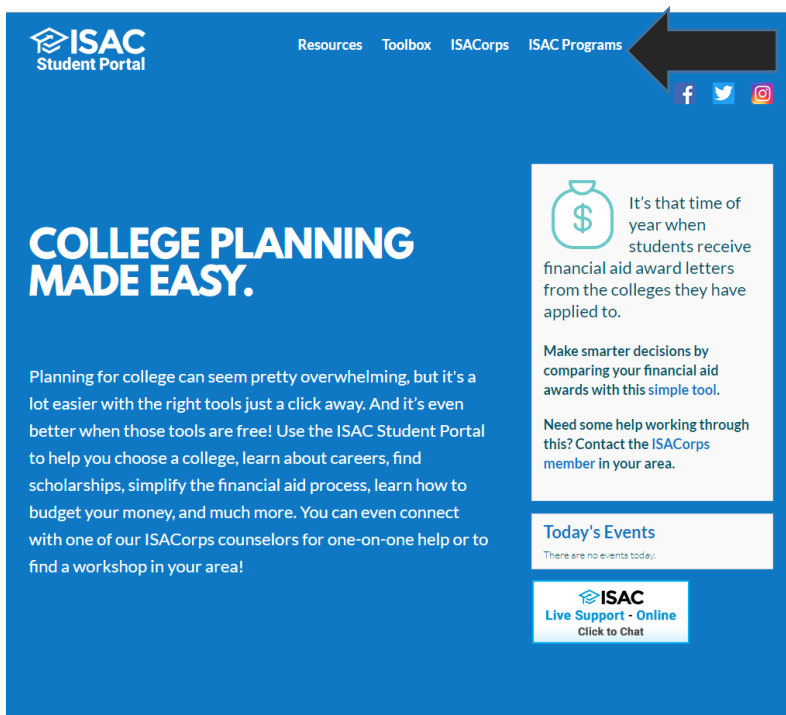 ISAC
Student Portal
Resources Toolbox ISACorps ISAC Programs
COLLEGE PLANNING
MADE EASY.
Planning for college can seem pretty overwhelming, but it's a
lot easier with the right tools just a click away. And it's even
better when those tools are free! Use the ISAC Student Portal
to help you choose a college, learn about careers, find
scholarships, simplify the financial aid process, learn how to
budget your money, and much more. You can even connect
with one of our ISACorps counselors for one-on-one help or to
find a workshop in your area!
$
It's that time of
year when
students receive
financial aid award letters
from the colleges they have
applied to.
Make smarter decisions by
comparing your financial aid
awards with this simple tool.
Need some help working through
this? Contact the ISACorps
member in your area.
Today's Events
There are no events today.
ISAC
Live Support - Online
Click to Chat